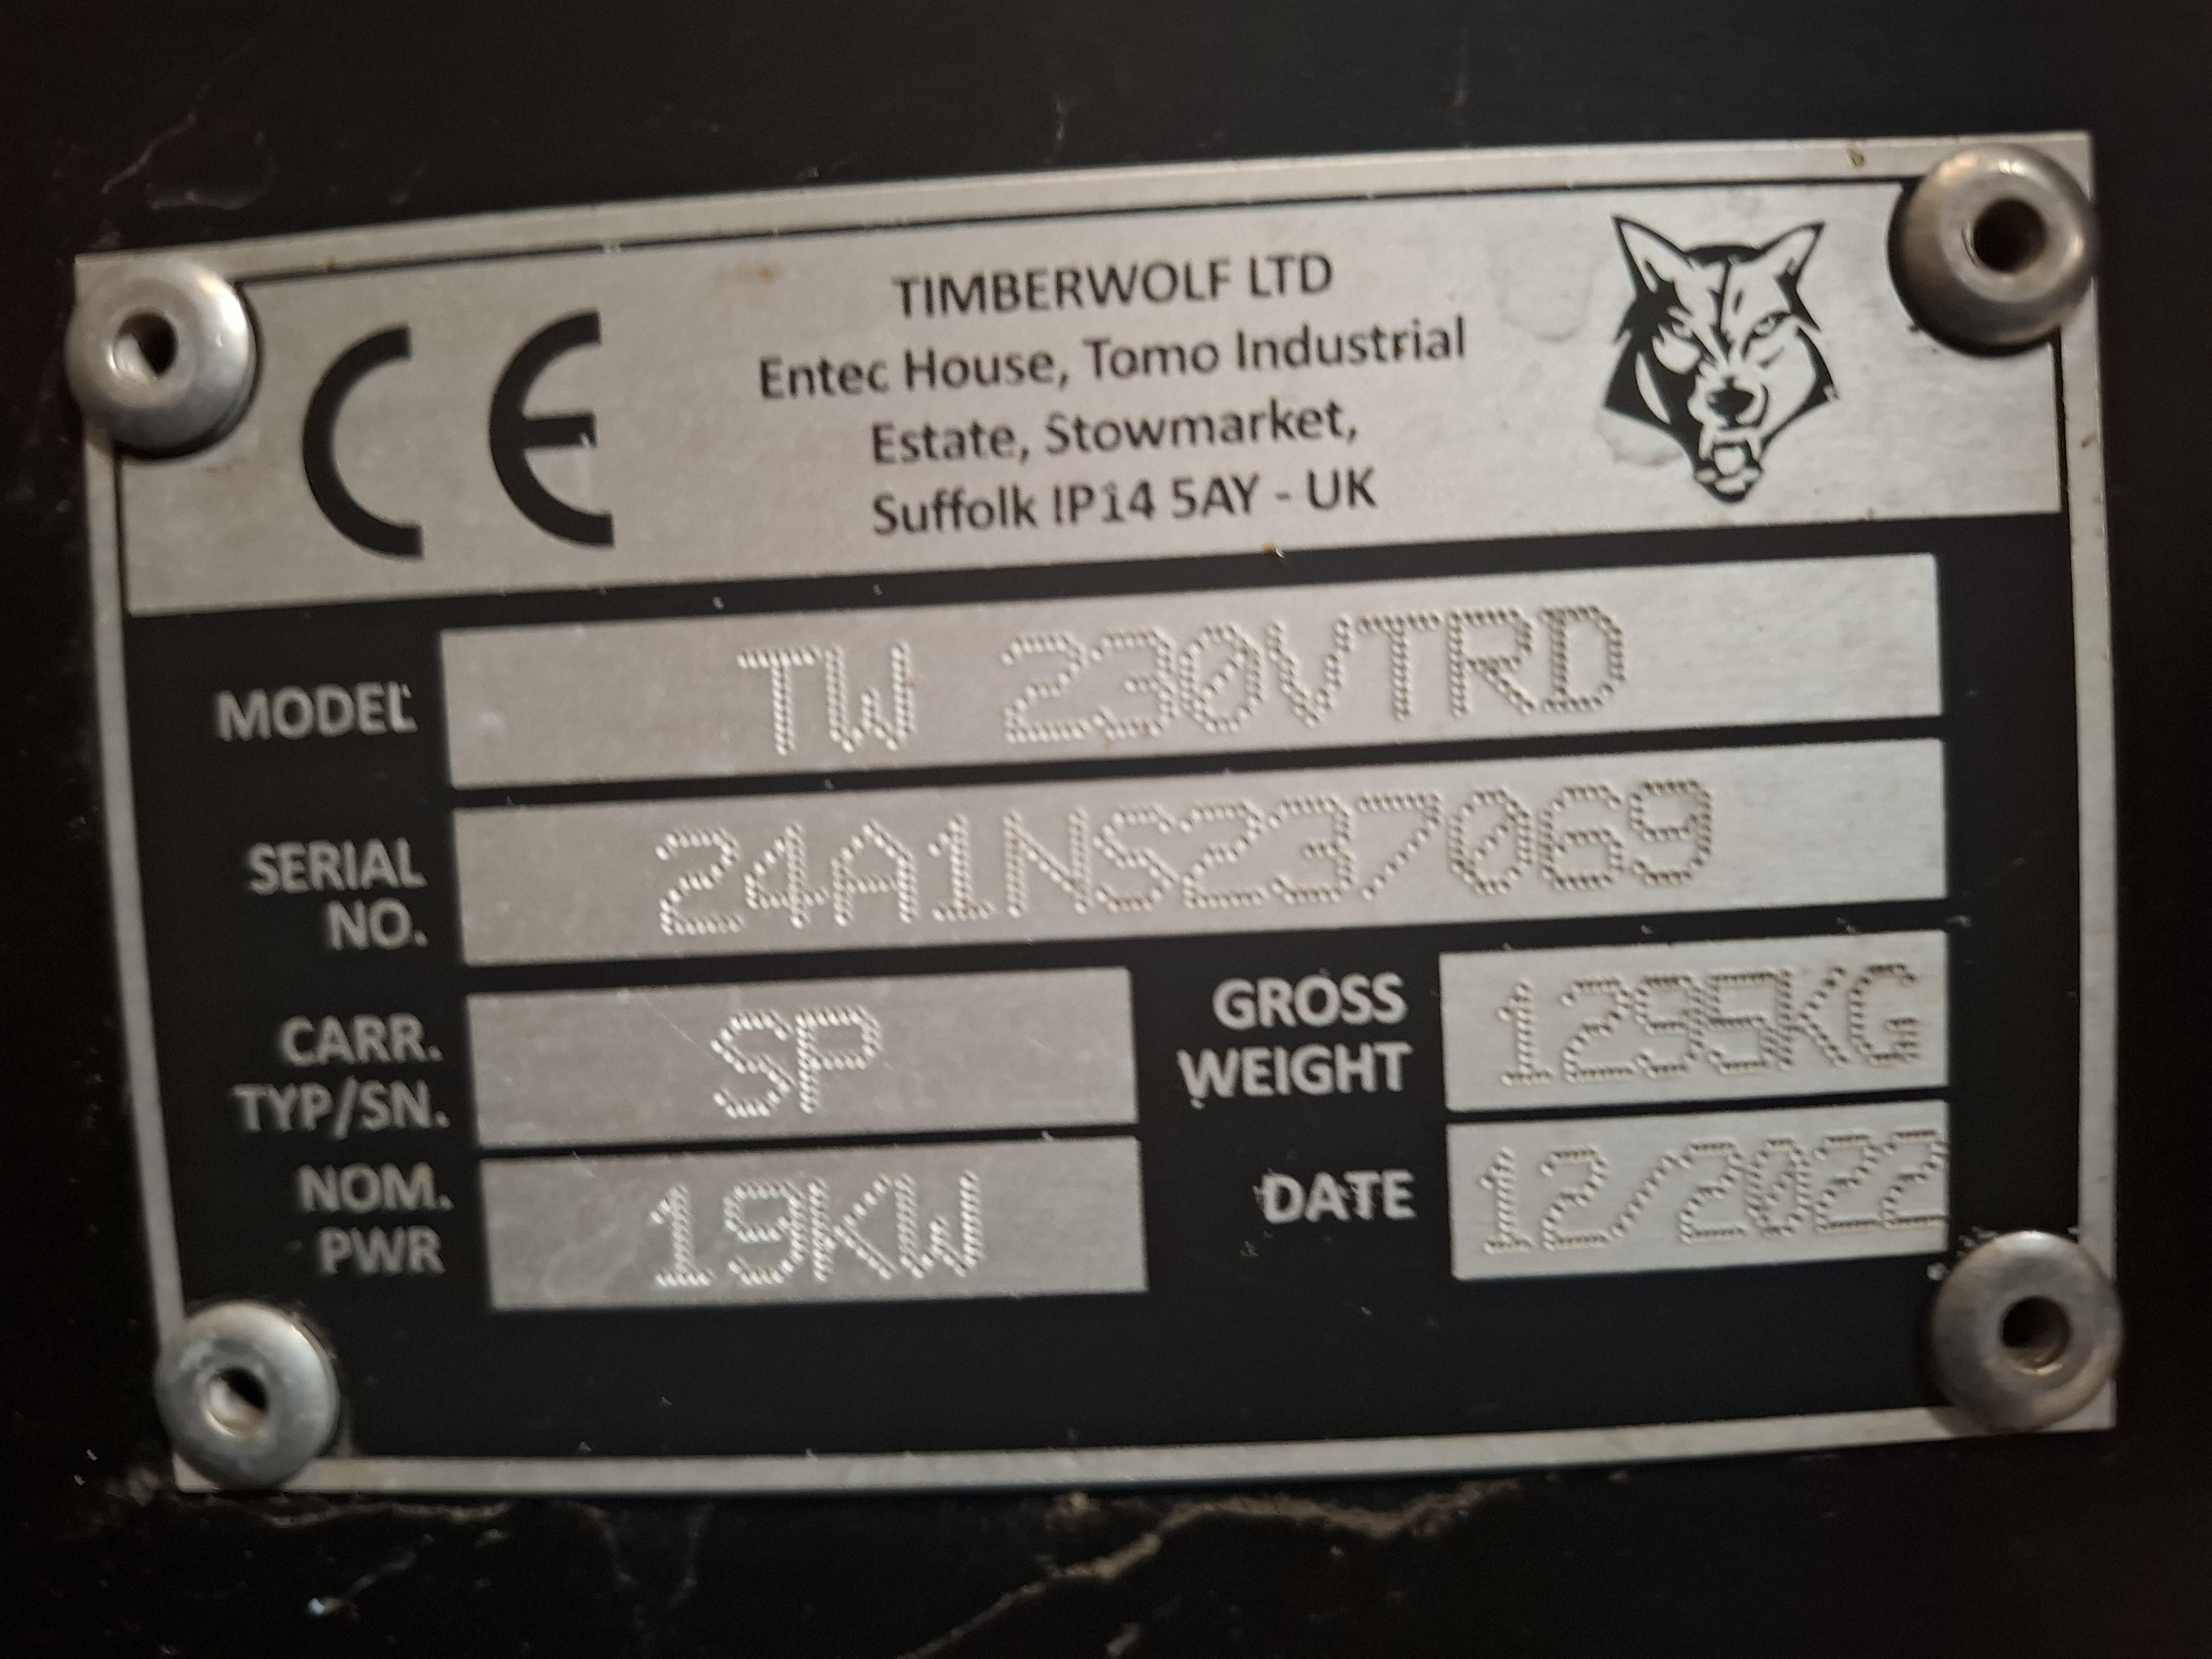 CE
TIMBERWOLF LTD
Entec House, Tomo Industrial
Estate, Stowmarket,
Suffolk IP14 5AY - UK
MODEL TW 230VTRD
SERIAL NO. 24A1NS237069
CARR. TYP/SN. SP
GROSS WEIGHT 1295KG
NOM. PWR 19KW
DATE 12/2022